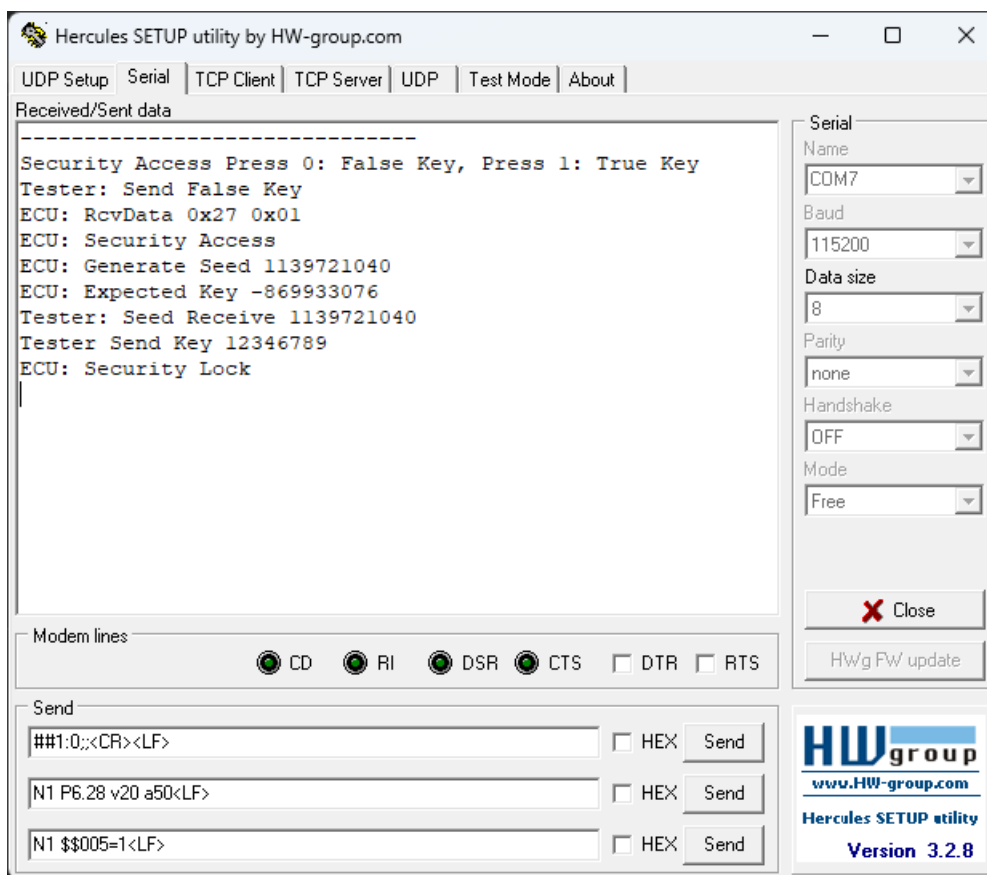 Hercules SETUP utility by HW-group.com
UDP Setup Serial TCP Client TCP Server UDP Test Mode About
Received/Sent data
--------------------------------
Security Access Press 0: False Key, Press 1: True Key
Tester: Send False Key
ECU: RcvData 0x27 0x01
ECU: Security Access
ECU: Generate Seed 1139721040
ECU: Expected Key -869933076
Tester: Seed Receive 1139721040
Tester Send Key 12346789
ECU: Security Lock
Serial
Name
COM7
Baud
115200
Data size
8
Parity
none
Handshake
OFF
Mode
Free
Close
HWg FW update
Modem lines
CD RI DSR CTS DTR RTS
Send
##1:0;;<CR><LF> HEX Send
N1 P6.28 v20 a50<LF> HEX Send
N1 $$005=1<LF> HEX Send
HWgroup
www.HW-group.com
Hercules SETUP utility
Version 3.2.8